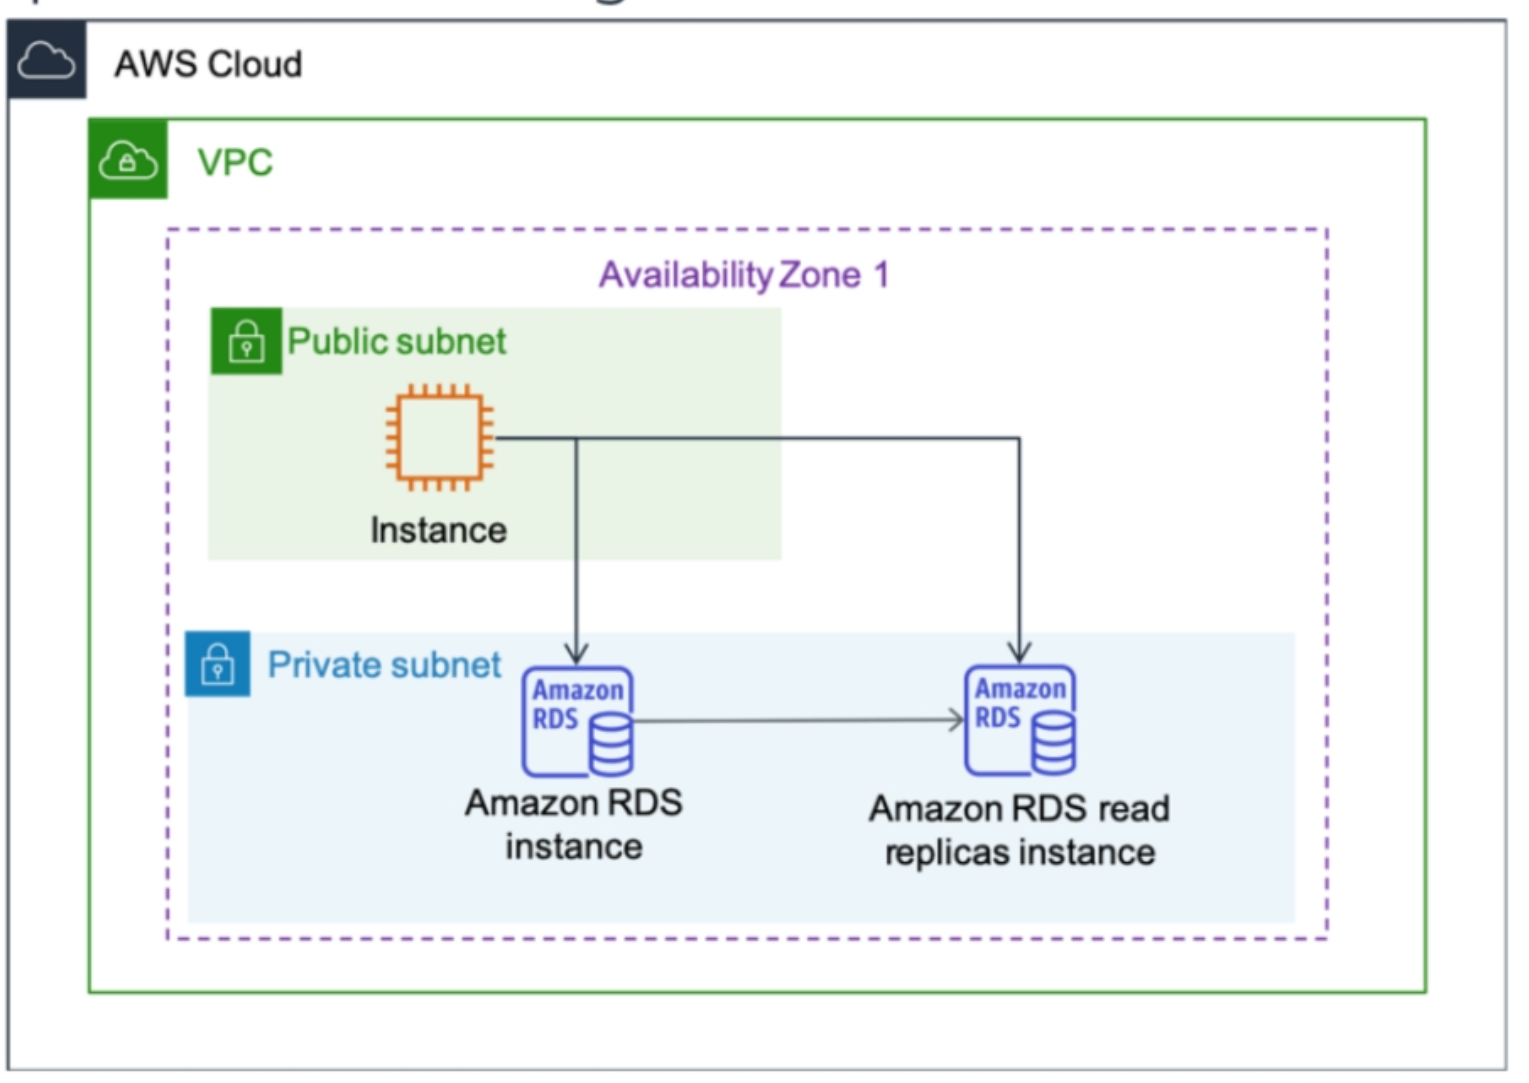 AWS Cloud
VPC
Availability Zone 1
Public subnet
Instance
Private subnet
Amazon
RDS
Amazon RDS
instance
Amazon
RDS
Amazon RDS read
replicas instance